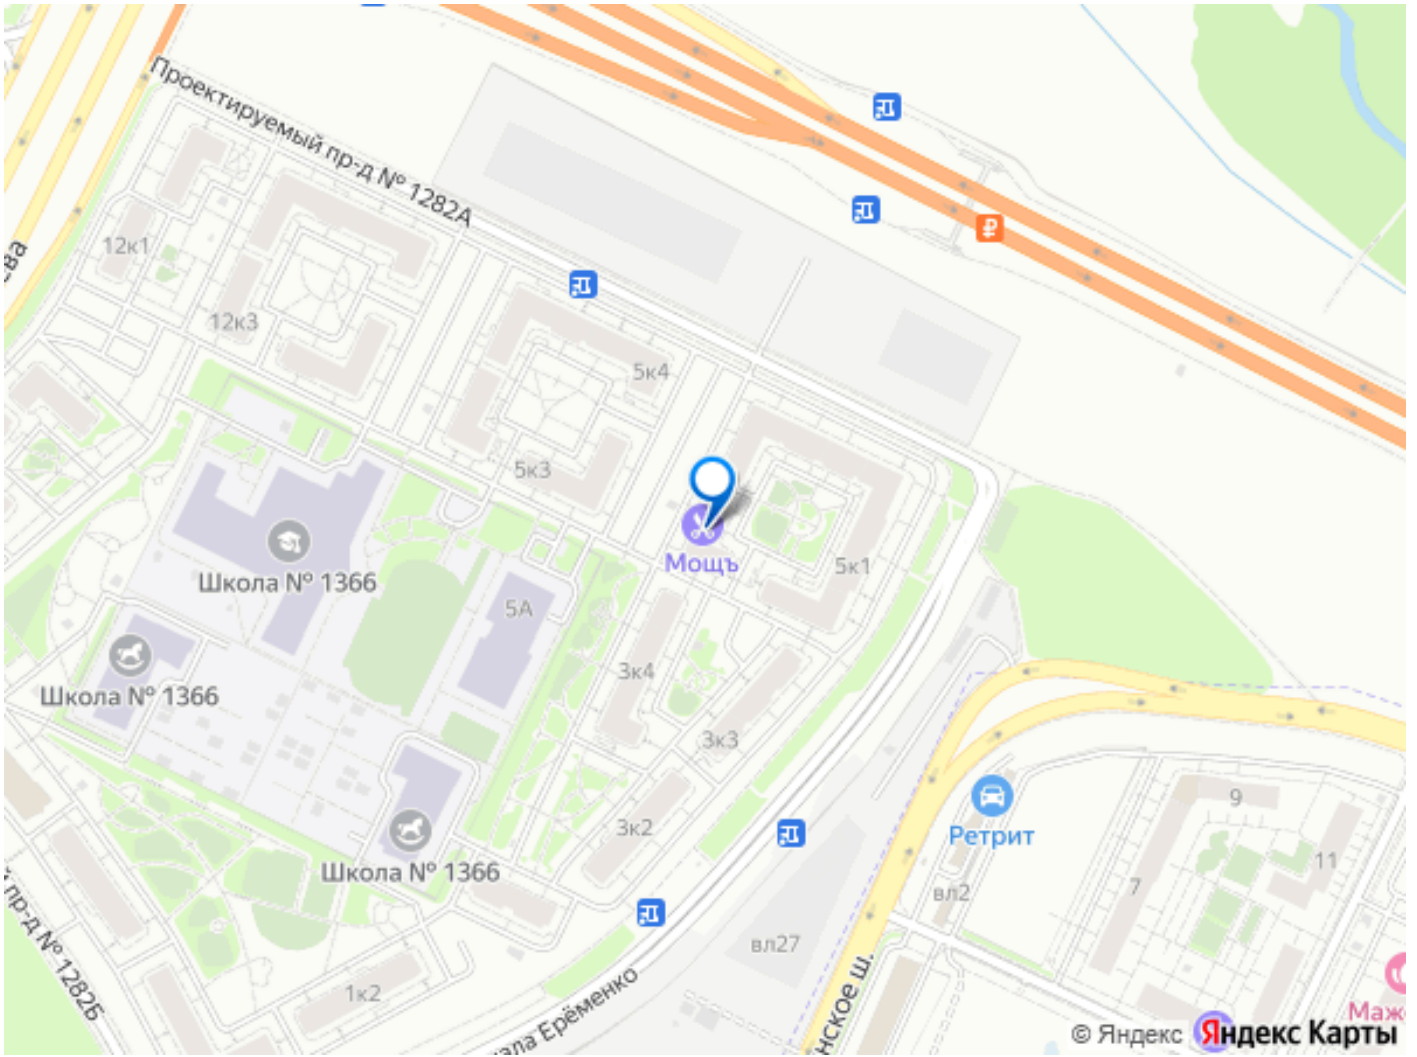 Проектируемый пр-д № 1282А
12к1
12к3
5к4
5к3
5к1
Мощъ
Школа № 1366
5А
3к4
Школа № 1366
3к3
3к2
Школа № 1366
9
Ретрит
11
7
вл2
вл27
1к2
пр-д № 1282Б
Ерёменко
ш.
© Яндекс
Яндекс Карты